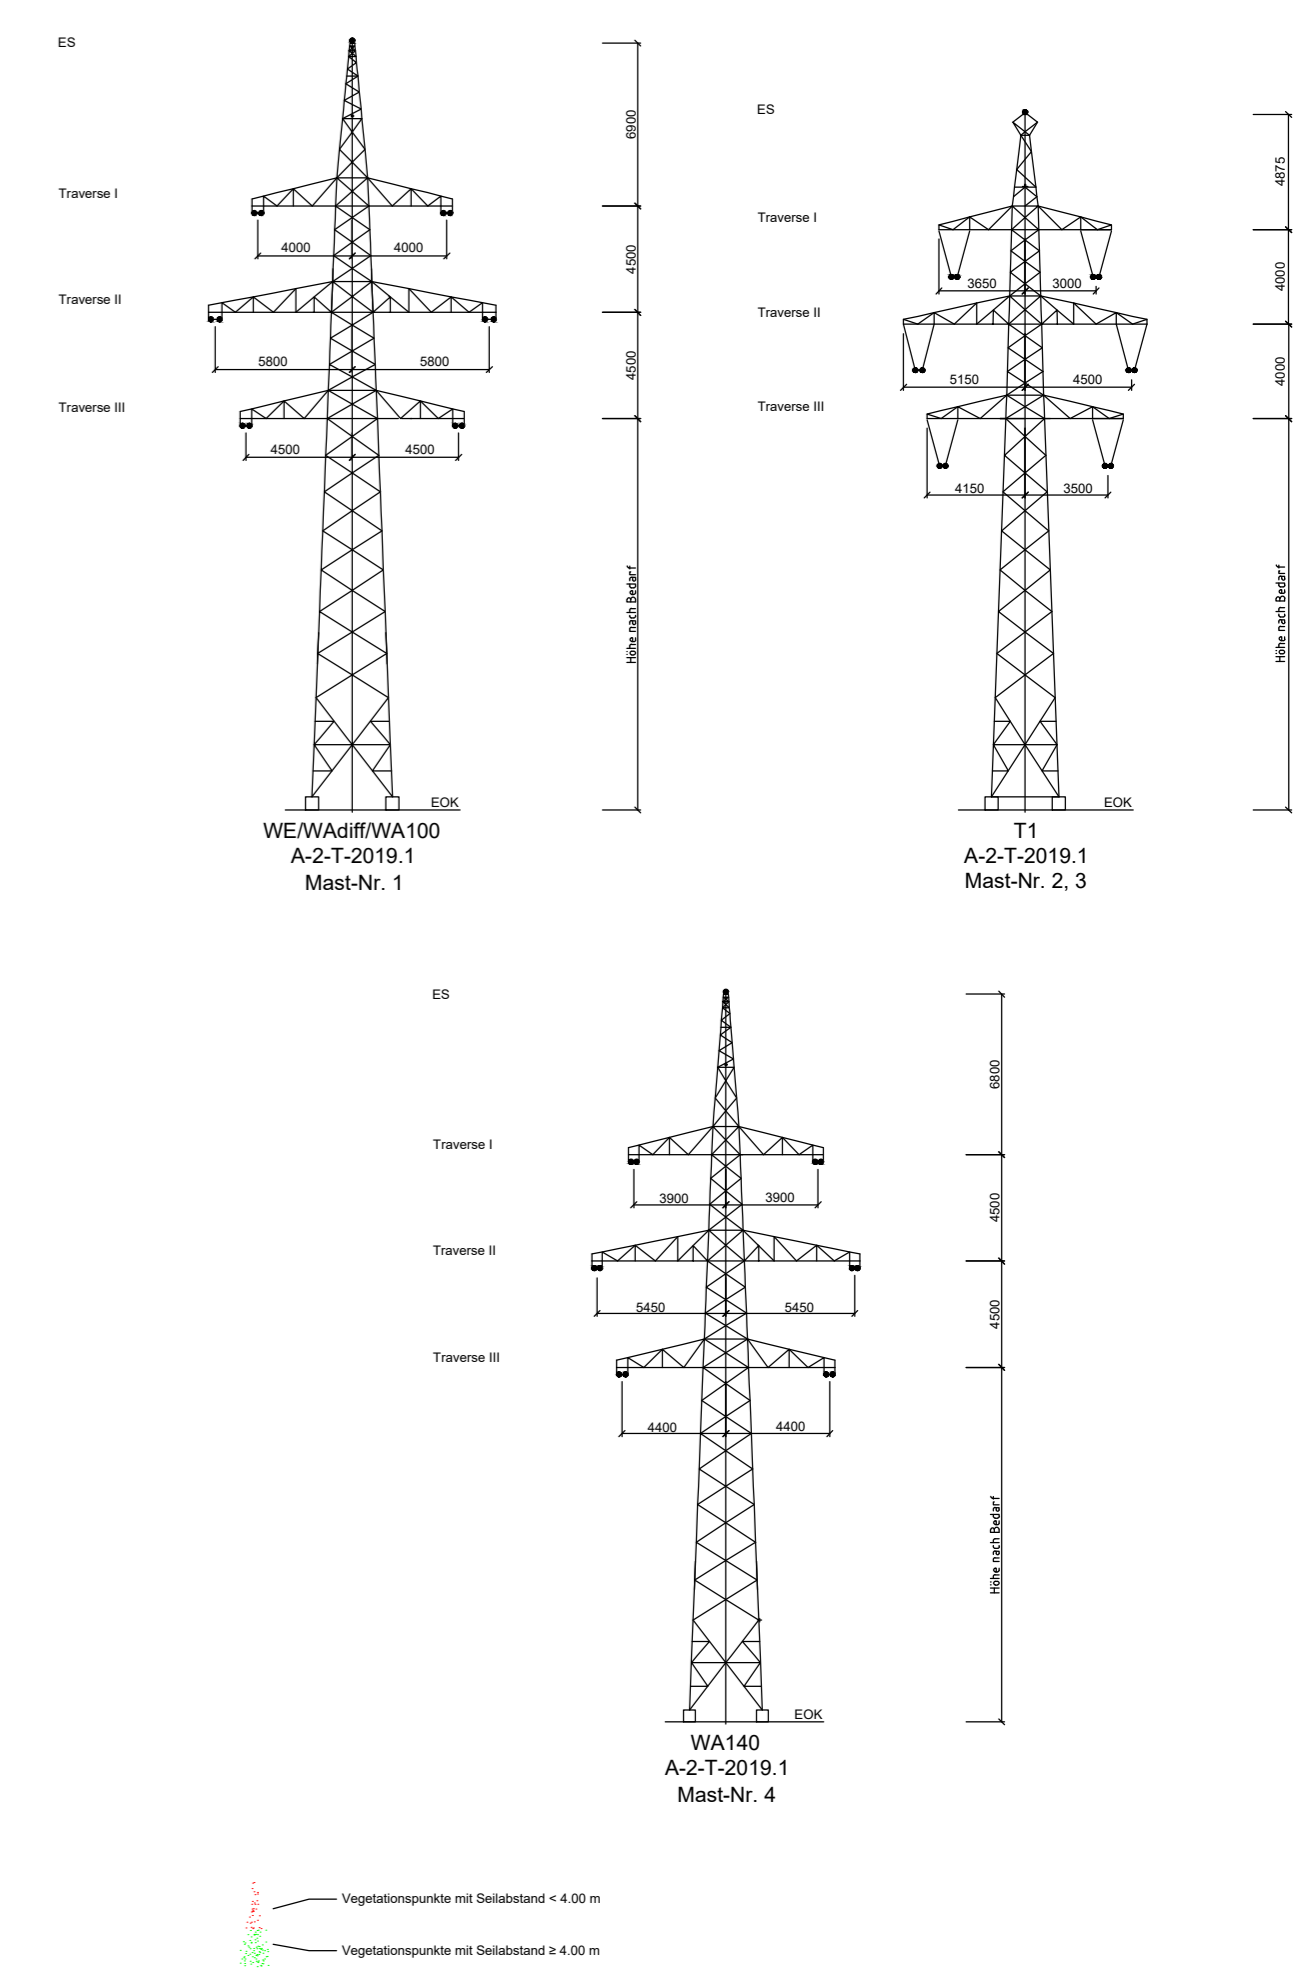 ES
6900
Traverse I
4000
4000
4500
Traverse II
5800
5800
4500
Traverse III
4500
4500
Höhe nach Bedarf
EOK
WE/WAdiff/WA100
A-2-T-2019.1
Mast-Nr. 1
ES
4875
Traverse I
3650
3000
4000
Traverse II
5150
4500
4000
Traverse III
4150
3500
Höhe nach Bedarf
EOK
T1
A-2-T-2019.1
Mast-Nr. 2, 3
ES
6800
Traverse I
3900
3900
4500
Traverse II
5450
5450
4500
Traverse III
4400
4400
Höhe nach Bedarf
EOK
WA140
A-2-T-2019.1
Mast-Nr. 4
Vegetationspunkte mit Seilabstand < 4.00 m
Vegetationspunkte mit Seilabstand ≥ 4.00 m